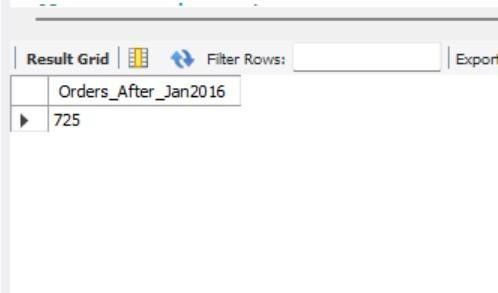 Result Grid Filter Rows: Export
Orders_After_Jan2016
725